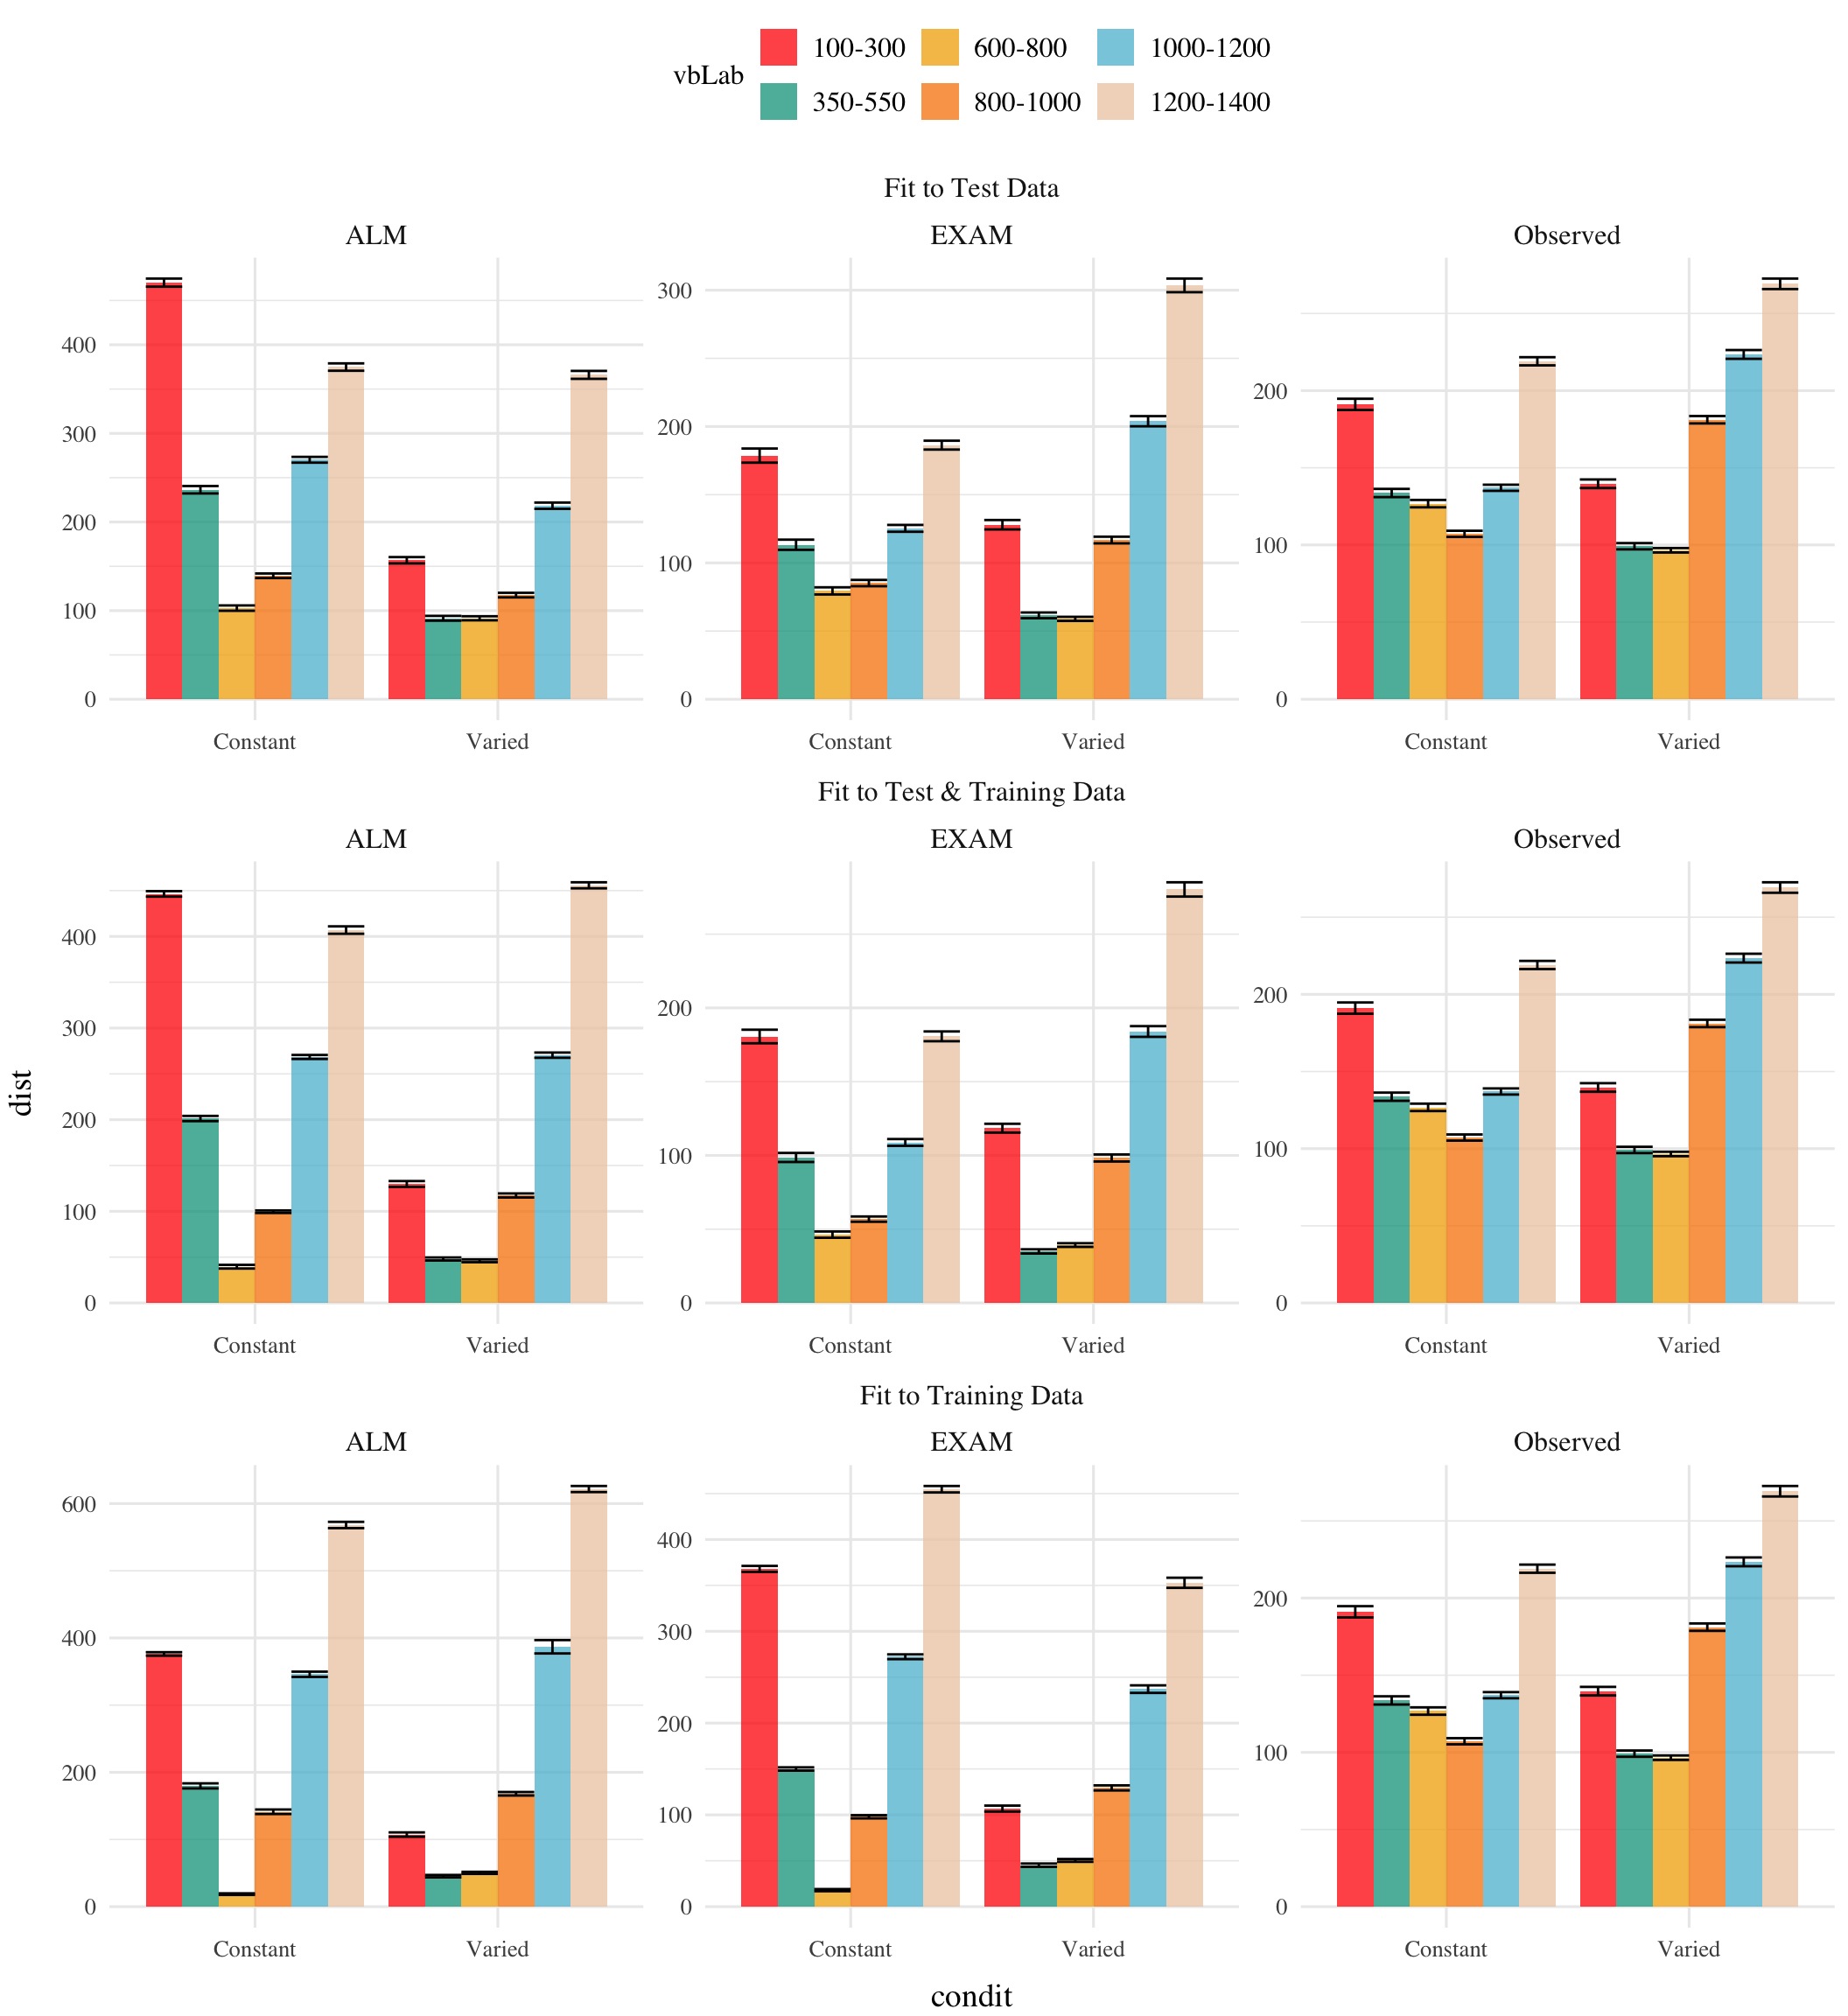 vbLab
100-300 600-800 1000-1200
350-550 800-1000 1200-1400
Fit to Test Data
ALM EXAM Observed
400
300
200
100
0
300
200
100
0
200
100
0
Constant Varied Constant Varied Constant Varied
Fit to Test & Training Data
ALM EXAM Observed
dist
400
300
200
100
0
200
100
0
200
100
0
Constant Varied Constant Varied Constant Varied
Fit to Training Data
ALM EXAM Observed
600
400
200
0
400
300
200
100
0
200
100
0
Constant Varied Constant Varied Constant Varied
condit